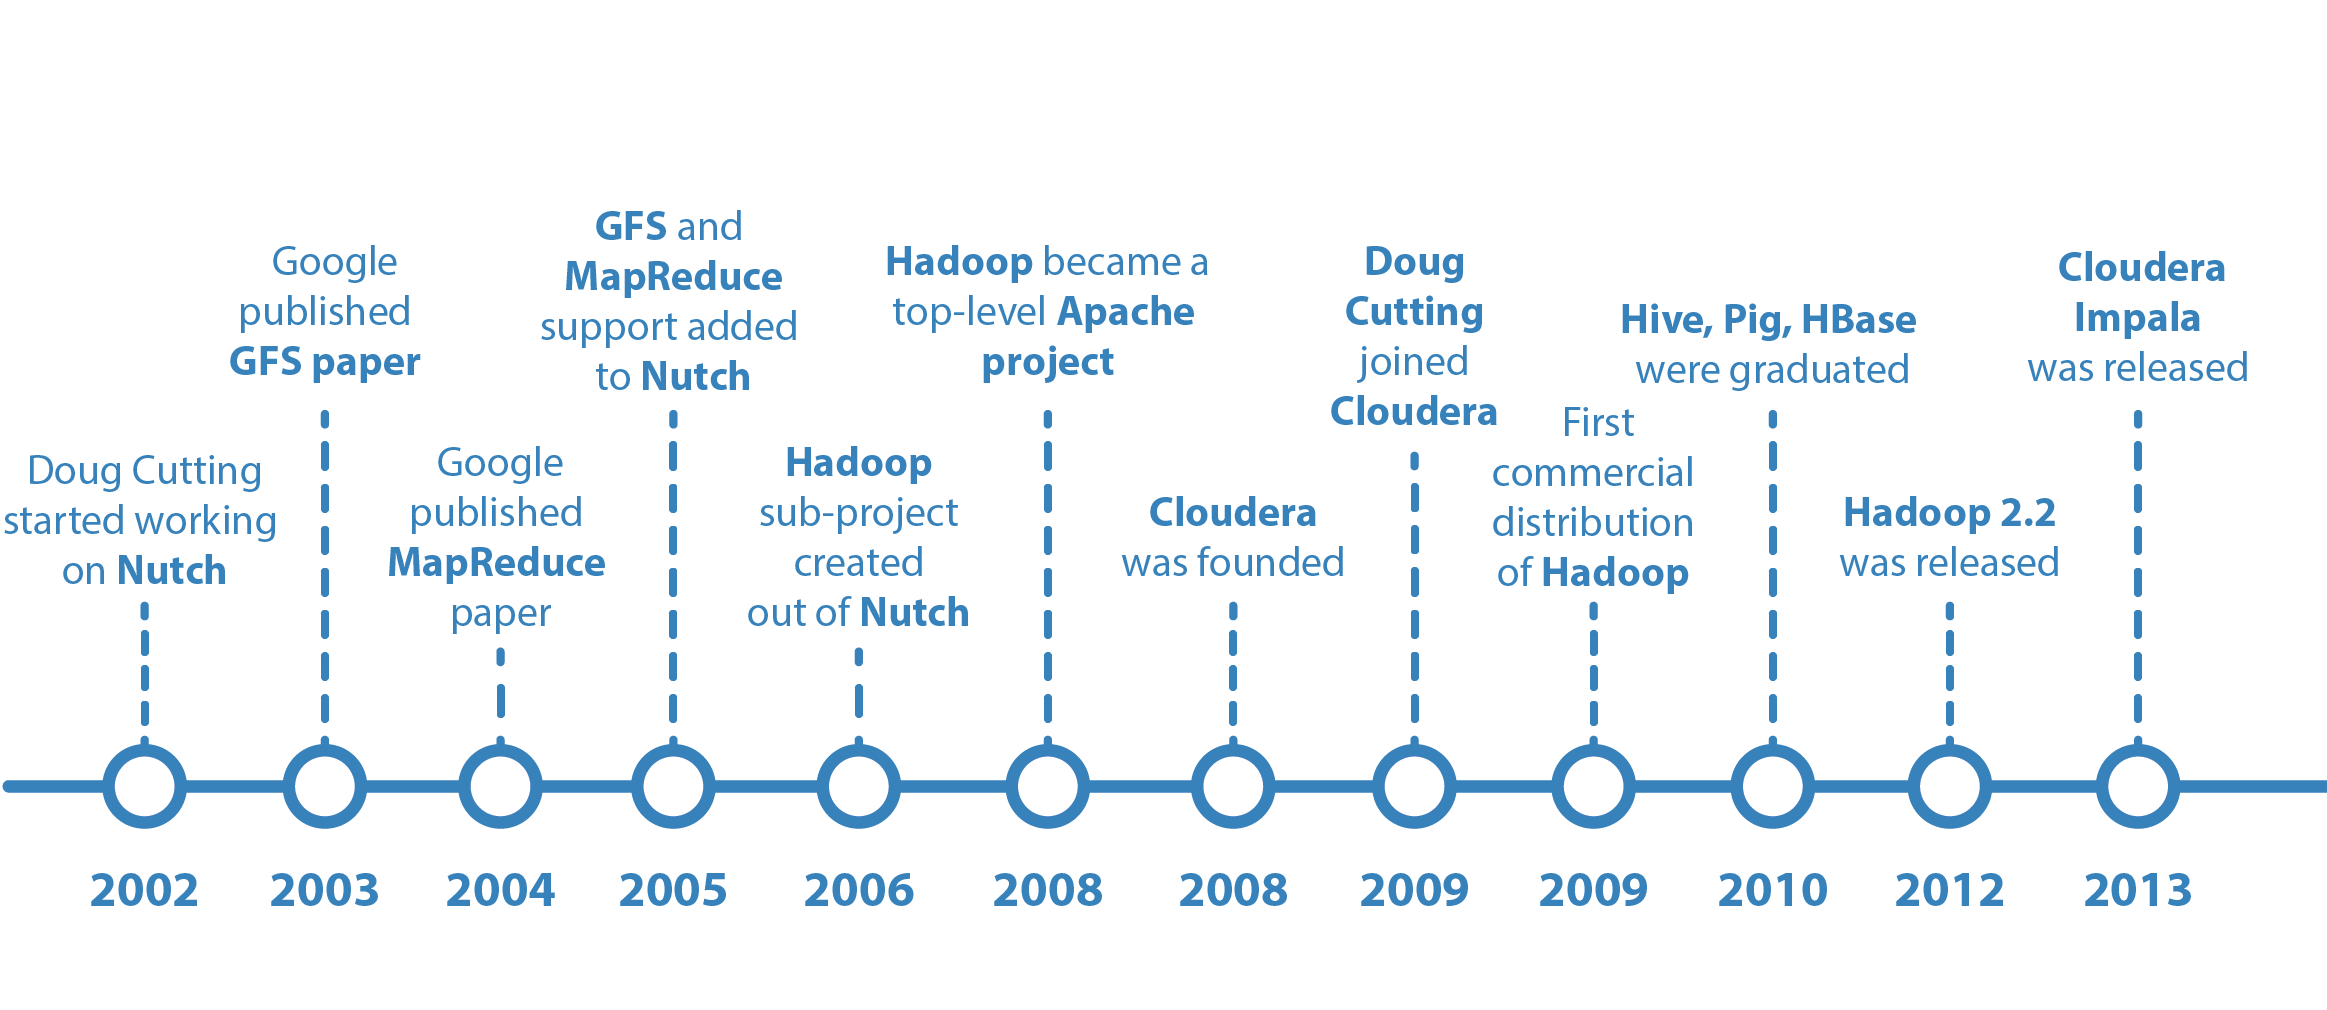 Doug Cutting
started working
on Nutch
Google
published
GFS paper
Google
published
MapReduce
paper
GFS and
MapReduce
support added
to Nutch
Hadoop
sub-project
created
out of Nutch
Hadoop became a
top-level Apache
project
Cloudera
was founded
Doug
Cutting
joined
Cloudera
First
commercial
distribution
of Hadoop
Hive, Pig, HBase
were graduated
Hadoop 2.2
was released
Cloudera
Impala
was released
2002 2003 2004 2005 2006 2008 2008 2009 2009 2010 2012 2013